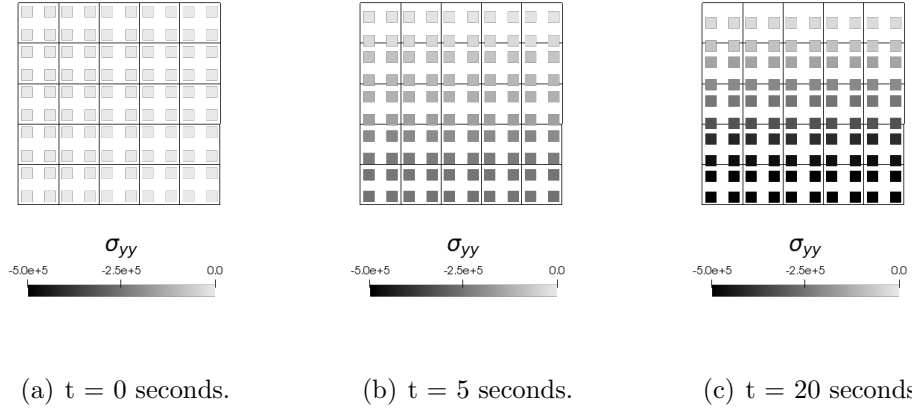 σyy σyy σyy
-5.0e+5 -2.5e+5 0.0 -5.0e+5 -2.5e+5 0.0 -5.0e+5 -2.5e+5 0.0
(a) t = 0 seconds. (b) t = 5 seconds. (c) t = 20 seconds